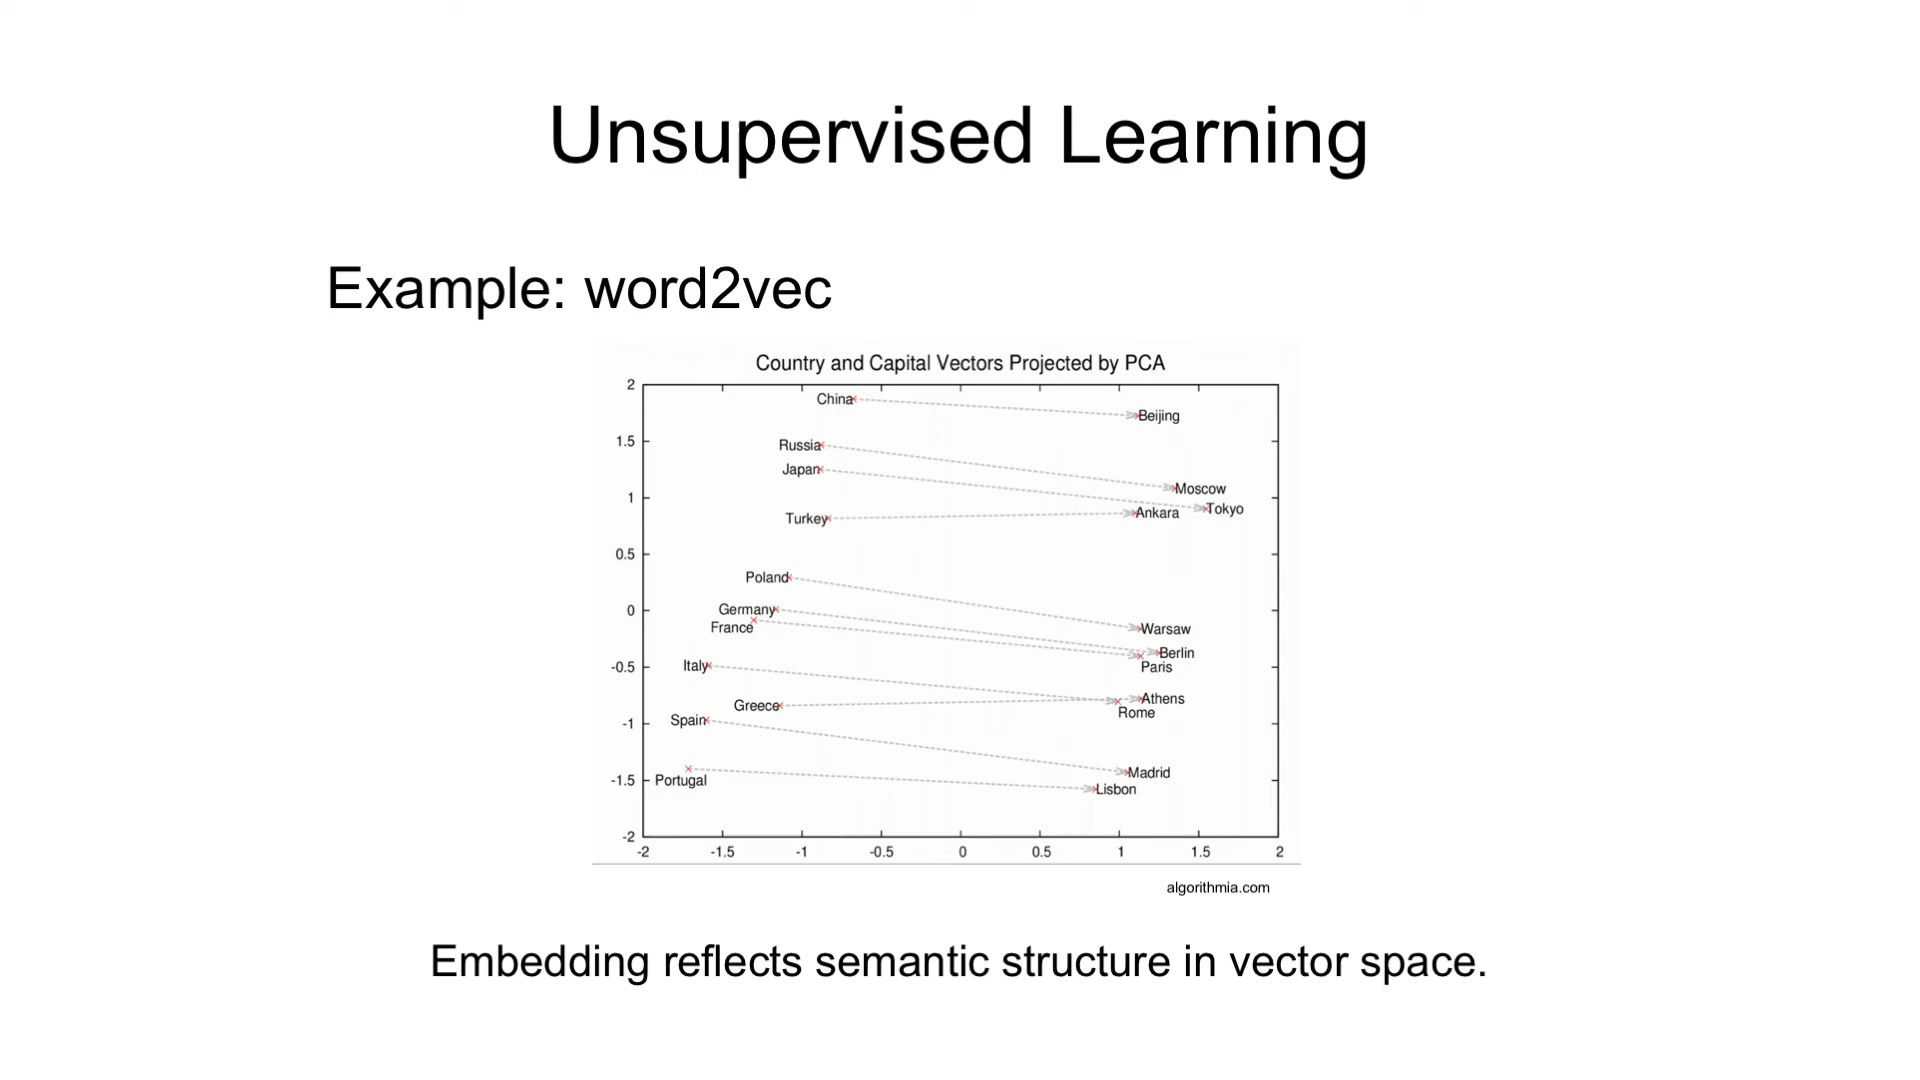 Unsupervised Learning
Example: word2vec
Country and Capital Vectors Projected by PCA
2
China
Beijing
1.5
Russia
Japan
Moscow
1
Tokyo
Turkey
Ankara
0.5
Poland
Germany
0
France
Warsaw
Berlin
Italy
-0.5
Paris
Greece
Athens
Spain
Rome
-1
Madrid
-1.5
Portugal
Lisbon
-2
-2 -1.5 -1 -0.5 0 0.5 1 1.5 2
algorithmia.com
Embedding reflects semantic structure in vector space.